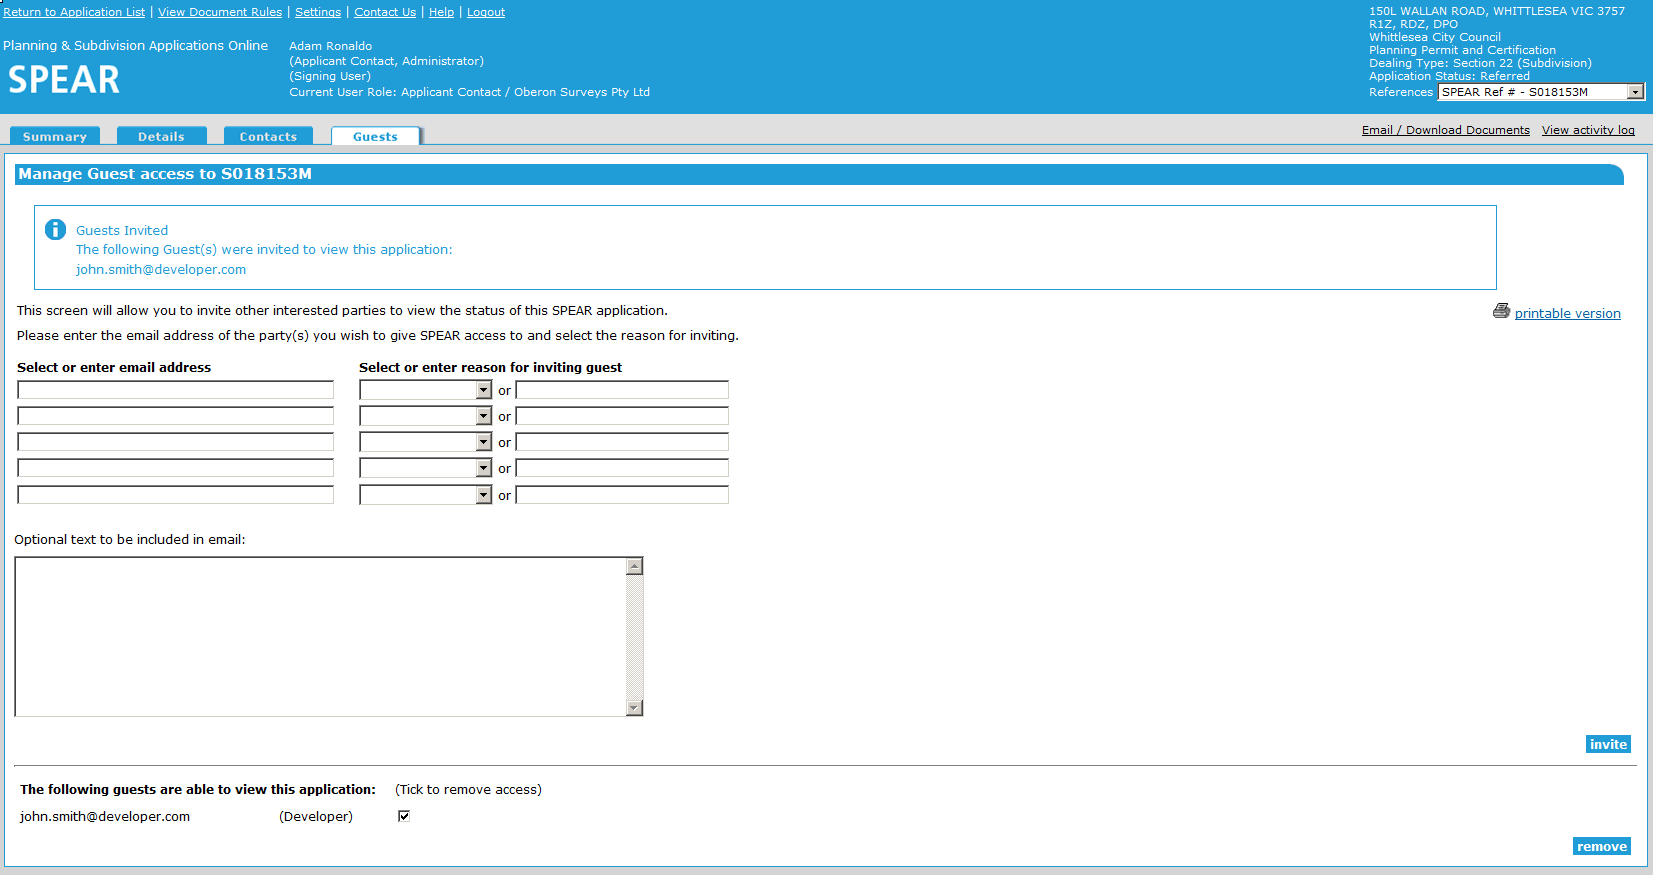 Return to Application List | View Document Rules | Settings | Contact Us | Help | Logout
Planning & Subdivision Applications Online
SPEAR
Adam Ronaldo
(Applicant Contact, Administrator)
(Signing User)
Current User Role: Applicant Contact / Oberon Surveys Pty Ltd
150L WALLAN ROAD, WHITTLESEA VIC 3757
R1Z, RDZ, DPO
Whittlesea City Council
Planning Permit and Certification
Dealing Type: Section 22 (Subdivision)
Application Status: Referred
References SPEAR Ref # - S018153M
Summary Details Contacts Guests
Email / Download Documents View activity log
Manage Guest access to S018153M
Guests Invited
The following Guest(s) were invited to view this application:
john.smith@developer.com
This screen will allow you to invite other interested parties to view the status of this SPEAR application.
printable version
Please enter the email address of the party(s) you wish to give SPEAR access to and select the reason for inviting.
Select or enter email address Select or enter reason for inviting guest
or
or
or
or
or
Optional text to be included in email:
invite
The following guests are able to view this application: (Tick to remove access)
john.smith@developer.com (Developer)
remove